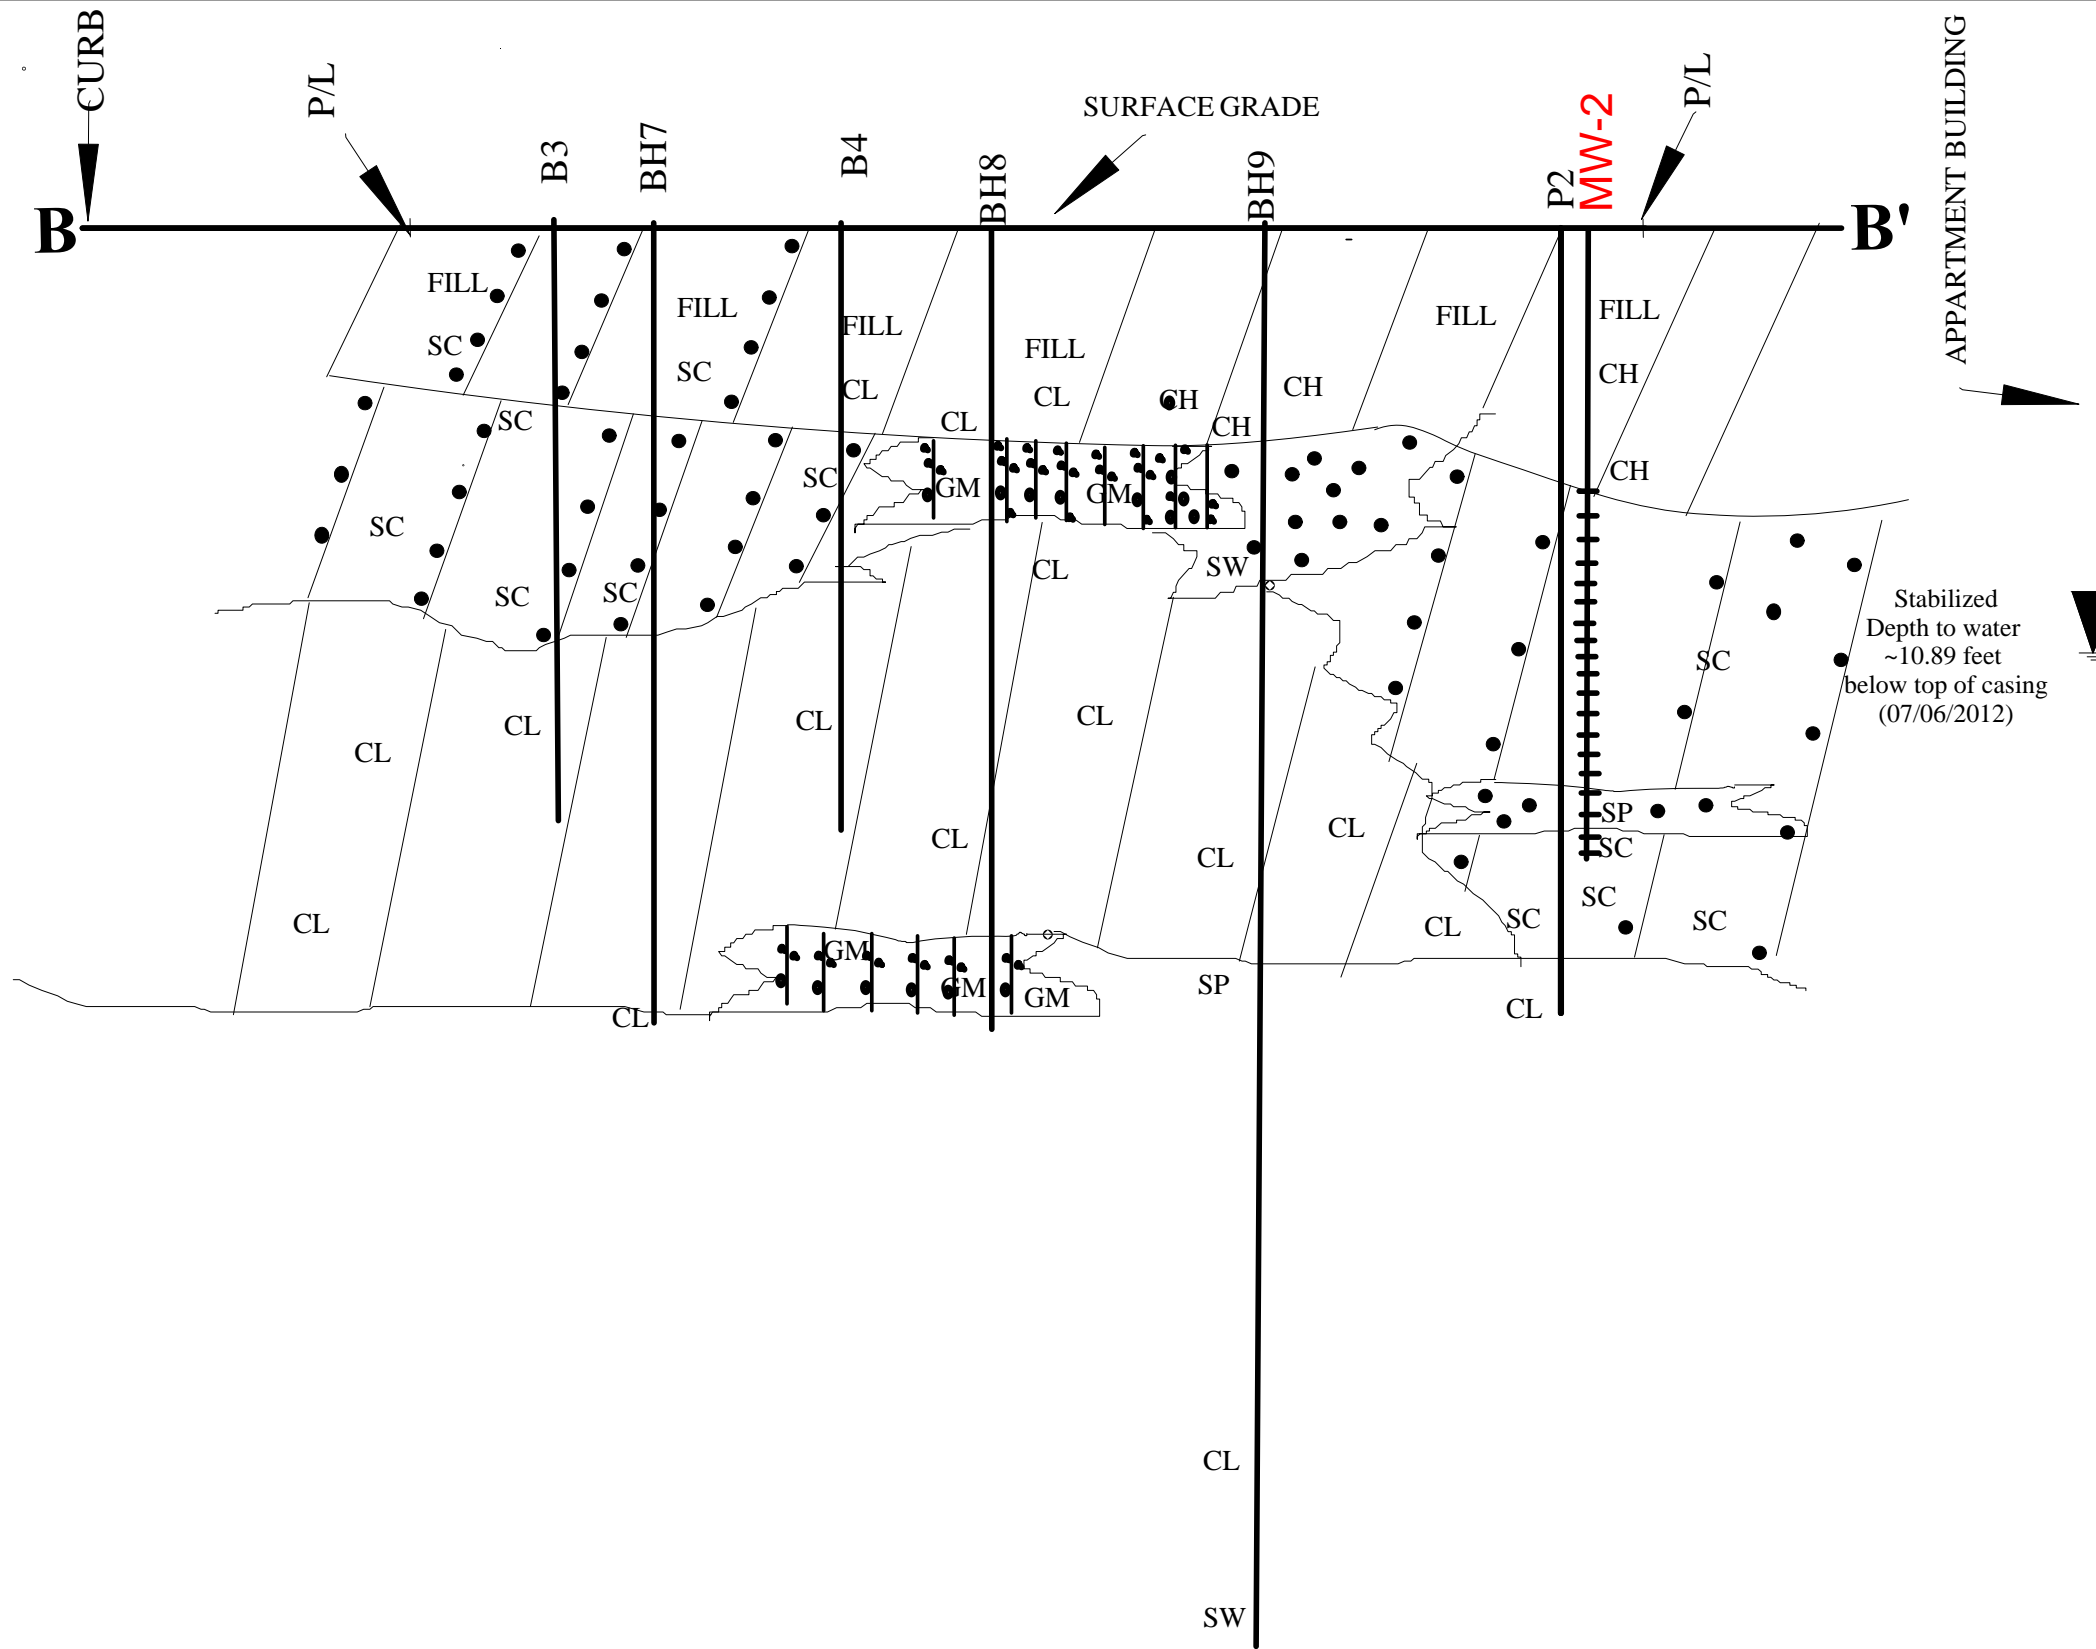 CURB
P/L
B3
BH7
B4
BH8
SURFACE GRADE
BH9
P2
MW-2
P/L
APPARTMENT BUILDING
B
B'
FILL
SC
FILL
SC
FILL
CL
FILL
CL
CL
CH
CH
CH
FILL
FILL
CH
CH
SC
SC
SC
SC
SC
GM
GM
CL
SW
SC
Stabilized
Depth to water
~10.89 feet
below top of casing
(07/06/2012)
CL
CL
CL
CL
CL
CL
CL
CL
CL
SP
SC
SC
SC
SC
CL
GM
GM
GM
SP
CL
CL
CL
SW